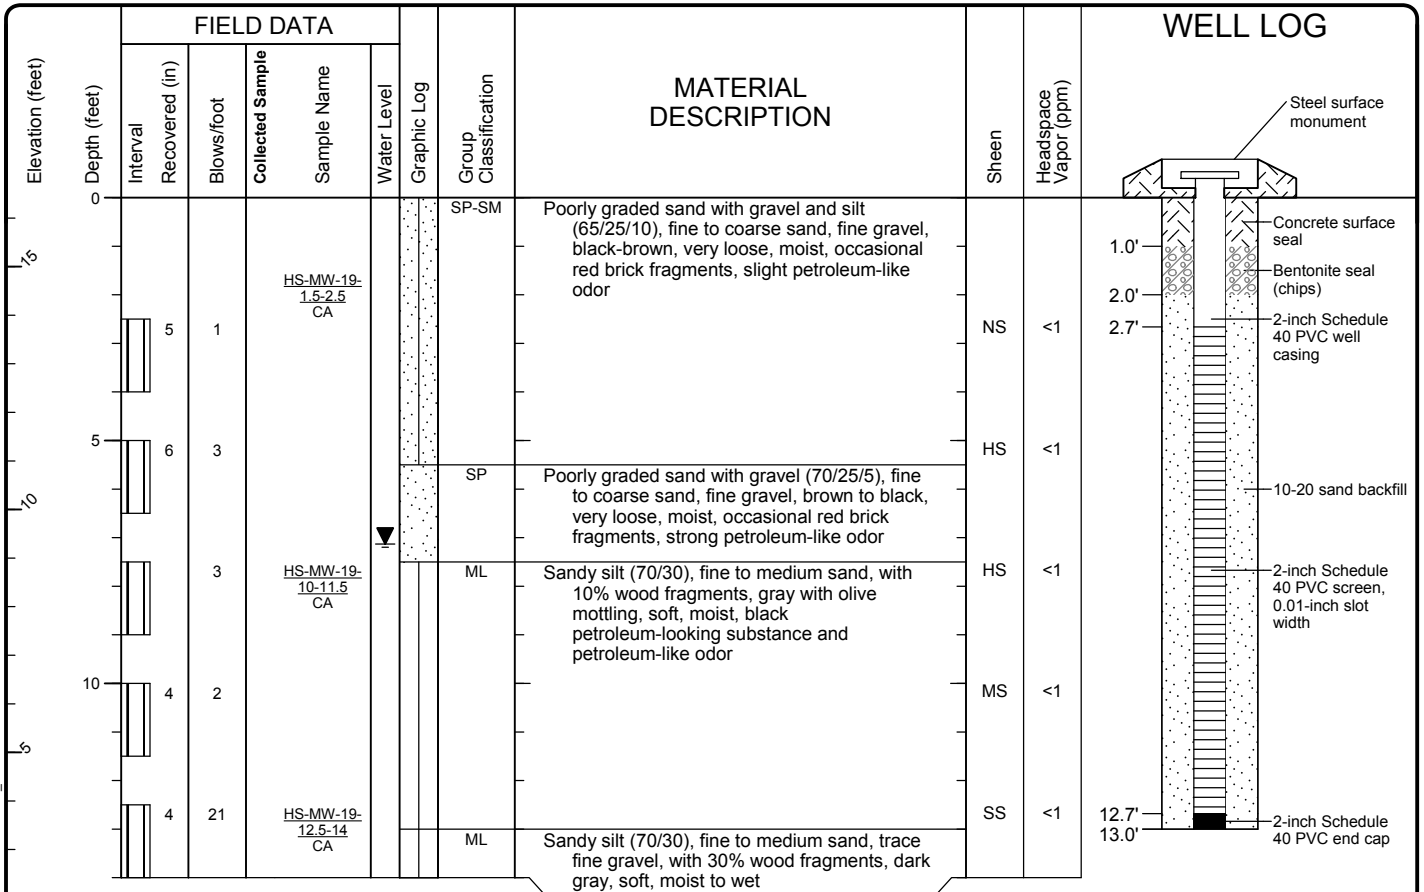 FIELD DATA
WELL LOG
Elevation (feet)
Depth (feet)
Interval
Recovered (in)
Blows/foot
Collected Sample
Sample Name
Water Level
Graphic Log
Group
Classification
MATERIAL
DESCRIPTION
Sheen
Headspace
Vapor (ppm)
Steel surface
monument
0
SP-SM
Poorly graded sand with gravel and silt
(65/25/10), fine to coarse sand, fine gravel,
black-brown, very loose, moist, occasional
red brick fragments, slight petroleum-like
odor
Concrete surface
seal
1.0'
15
Bentonite seal
(chips)
HS-MW-19-
1.5-2.5
CA
2.0'
5
1
NS
<1
2.7'
2-inch Schedule
40 PVC well
casing
5
6
3
HS
<1
SP
Poorly graded sand with gravel (70/25/5), fine
to coarse sand, fine gravel, brown to black,
very loose, moist, occasional red brick
fragments, strong petroleum-like odor
10
10-20 sand backfill
3
HS-MW-19-
10-11.5
CA
ML
Sandy silt (70/30), fine to medium sand, with
10% wood fragments, gray with olive
mottling, soft, moist, black
petroleum-looking substance and
petroleum-like odor
HS
<1
2-inch Schedule
40 PVC screen,
0.01-inch slot
width
10
4
2
MS
<1
5
4
21
HS-MW-19-
12.5-14
CA
SS
<1
12.7'
13.0'
2-inch Schedule
40 PVC end cap
ML
Sandy silt (70/30), fine to medium sand, trace
fine gravel, with 30% wood fragments, dark
gray, soft, moist to wet